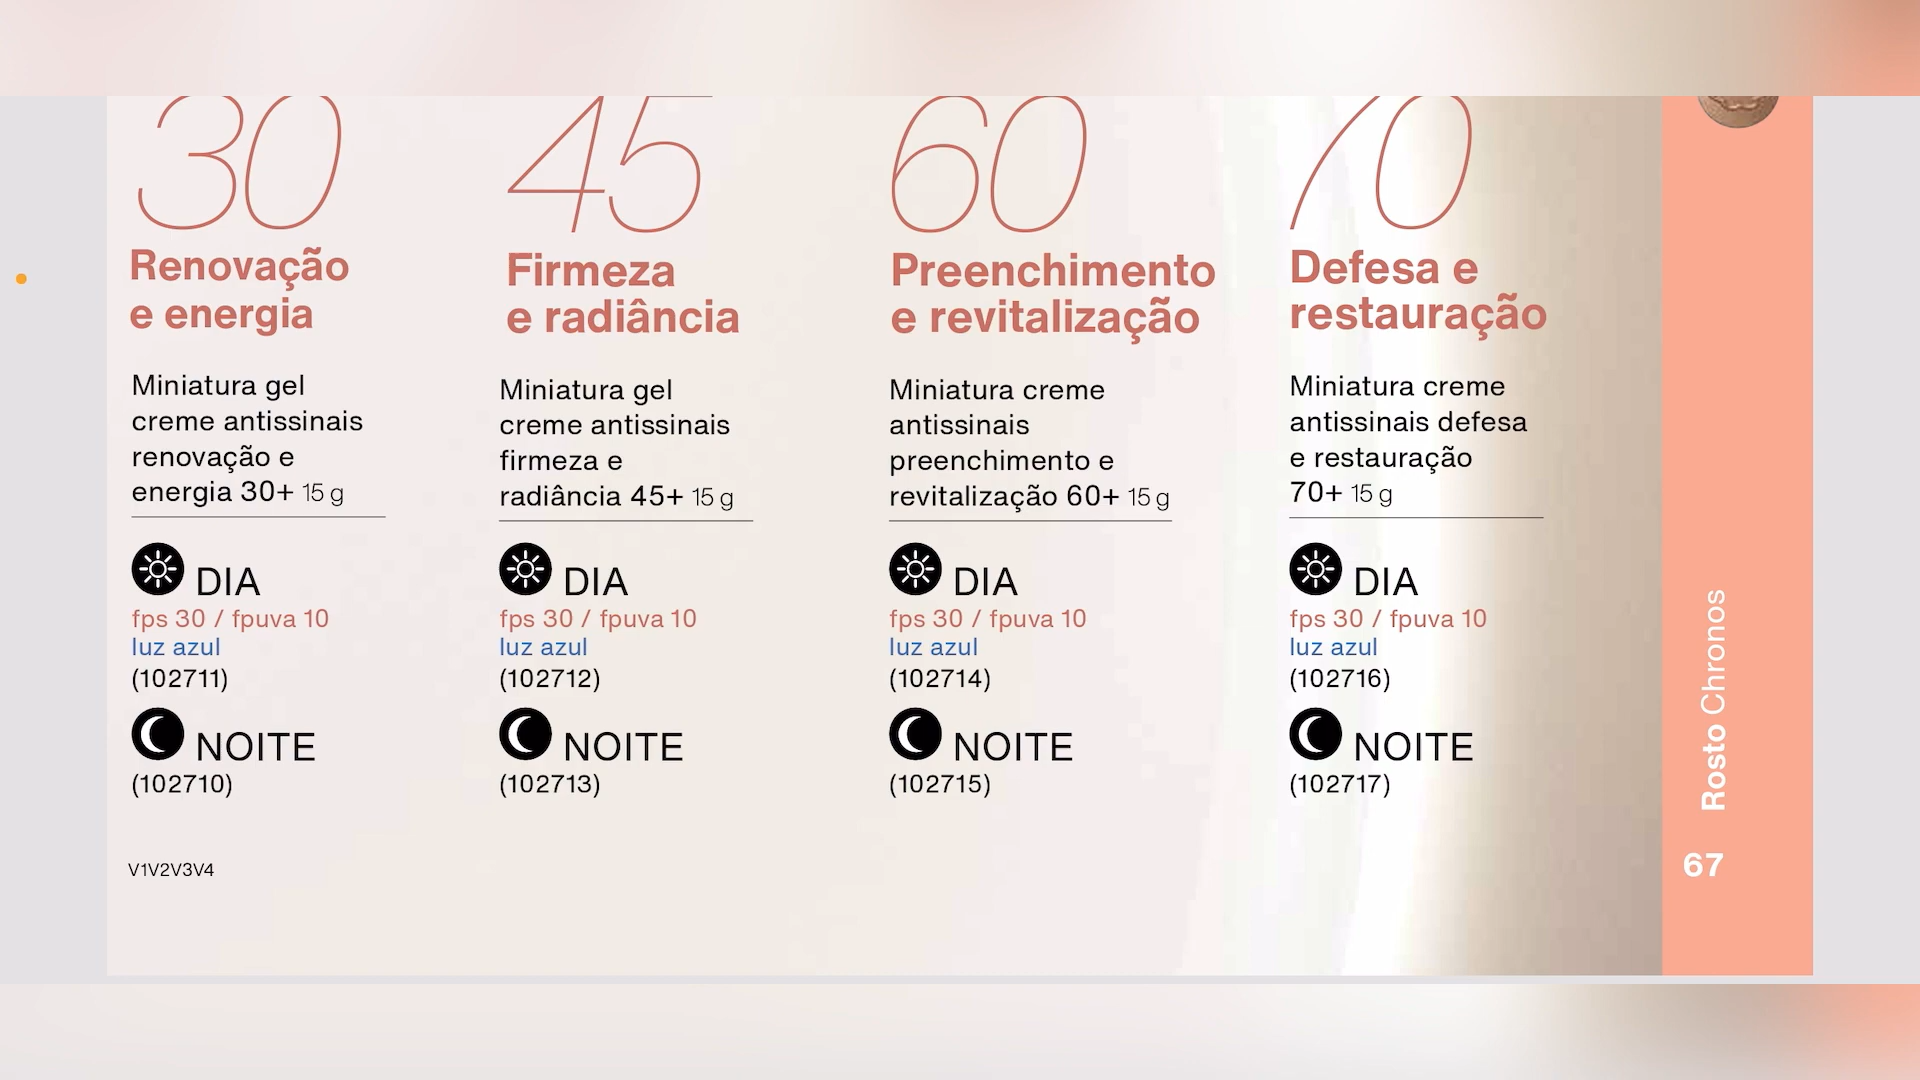 30
Renovação
e energia
Miniatura gel
creme antissinais
renovação e
energia 30+ 15 g
DIA
fps 30 / fpuva 10
luz azul
(102711)
NOITE
(102710)
V1V2V3V4
45
Firmeza
e radiância
Miniatura gel
creme antissinais
firmeza e
radiância 45+ 15 g
DIA
fps 30 / fpuva 10
luz azul
(102712)
NOITE
(102713)
60
Preenchimento
e revitalização
Miniatura creme
antissinais
preenchimento e
revitalização 60+ 15 g
DIA
fps 30 / fpuva 10
luz azul
(102714)
NOITE
(102715)
70
Defesa e
restauração
Miniatura creme
antissinais defesa
e restauração
70+ 15 g
DIA
fps 30 / fpuva 10
luz azul
(102716)
NOITE
(102717)
Rosto Chronos
67